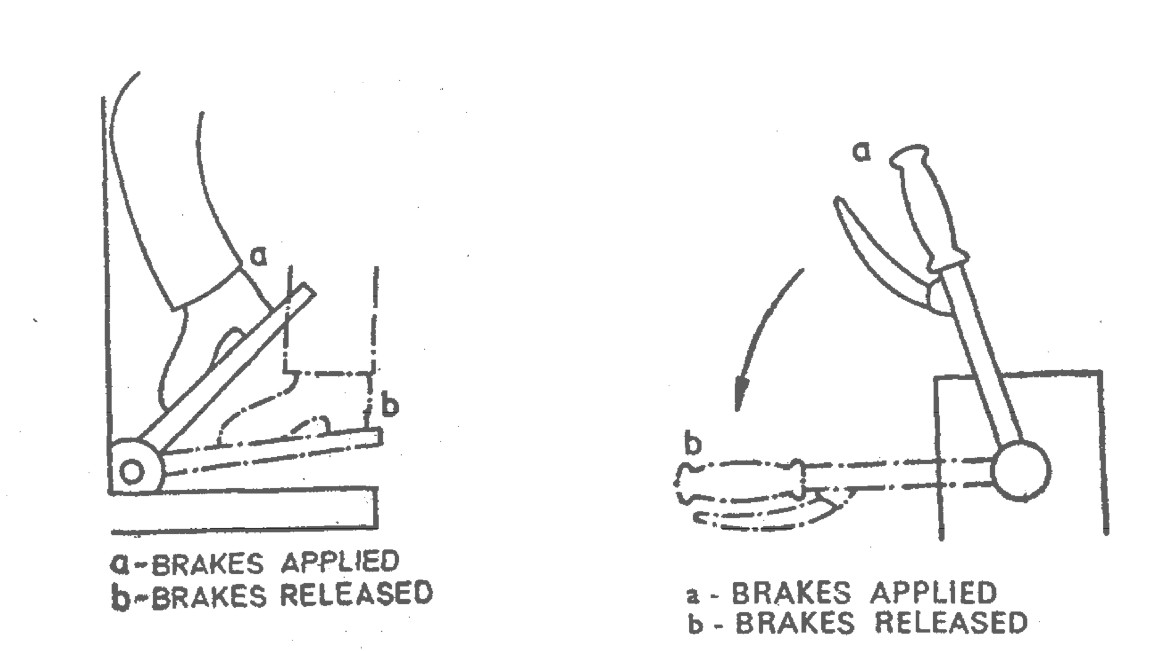 a
b
a-BRAKES APPLIED
b-BRAKES RELEASED
a
b
a - BRAKES APPLIED
b - BRAKES RELEASED